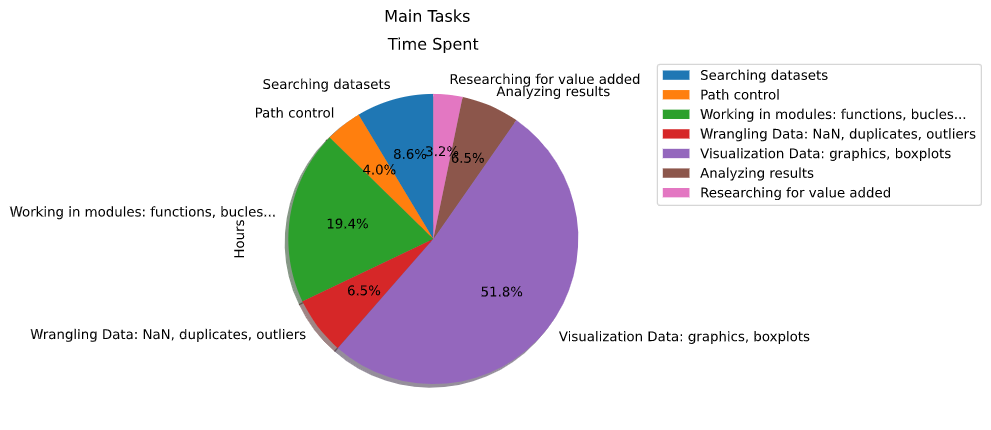 Main Tasks
Time Spent
Searching datasets
Path control
Working in modules: functions, bucles...
Wrangling Data: NaN, duplicates, outliers
Visualization Data: graphics, boxplots
Analyzing results
Researching for value added
Hours
8.6%
4.0%
19.4%
6.5%
51.8%
6.5%
3.2%
Searching datasets
Path control
Working in modules: functions, bucles...
Wrangling Data: NaN, duplicates, outliers
Visualization Data: graphics, boxplots
Analyzing results
Researching for value added